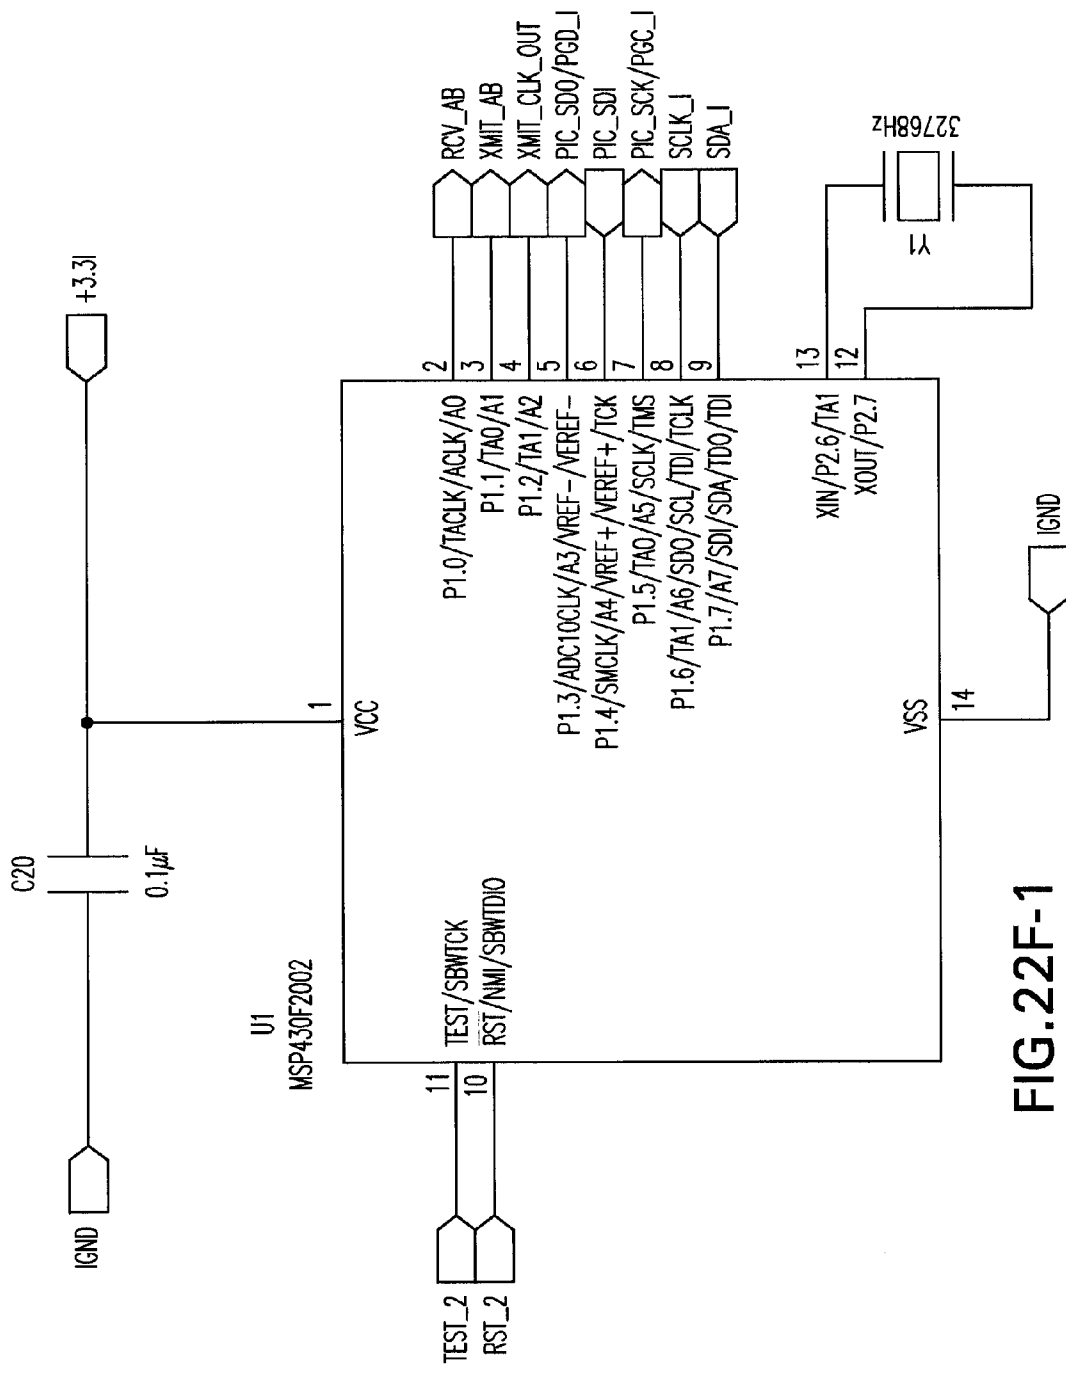 IGND
C20
0.1µF
+3.3I
U1
MSP430F2002
1
VCC
TEST_2
11
TEST/SBWTCK
RST_2
10
RST/NMI/SBWTDIO
P1.0/TACLK/ACLK/A0
2
RCV_AB
P1.1/TA0/A1
3
XMIT_AB
P1.2/TA1/A2
4
XMIT_CLK_OUT
P1.3/ADC10CLK/A3/VREF-/VEREF-
5
PIC_SDO/PGD_I
P1.4/SMCLK/A4/VREF+/VEREF+/TCK
6
PIC_SDI
P1.5/TA0/A5/SCLK/TMS
7
PIC_SCK/PGC_I
P1.6/TA1/A6/SDO/SCL/TDI/TCLK
8
SCLK_I
P1.7/A7/SDI/SDA/TDO/TDI
9
SDA_I
XIN/P2.6/TA1
13
XOUT/P2.7
12
Y1
32768Hz
VSS
14
IGND
FIG.22F-1